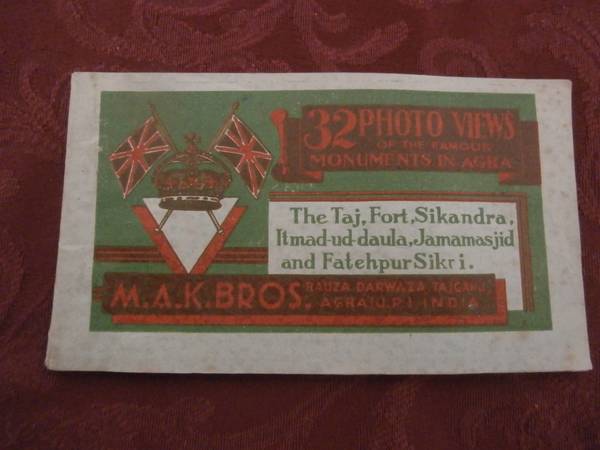 32 PHOTO VIEWS
OF THE FAMOUS
MONUMENTS IN AGRA
The Taj, Fort, Sikandra,
Itmad-ud-daula, Jamamasjid
and Fatehpur Sikri.
M.A.K. BROS.
RAUZA DARWAZA TAJGANJ
AGRA (U.P.) INDIA